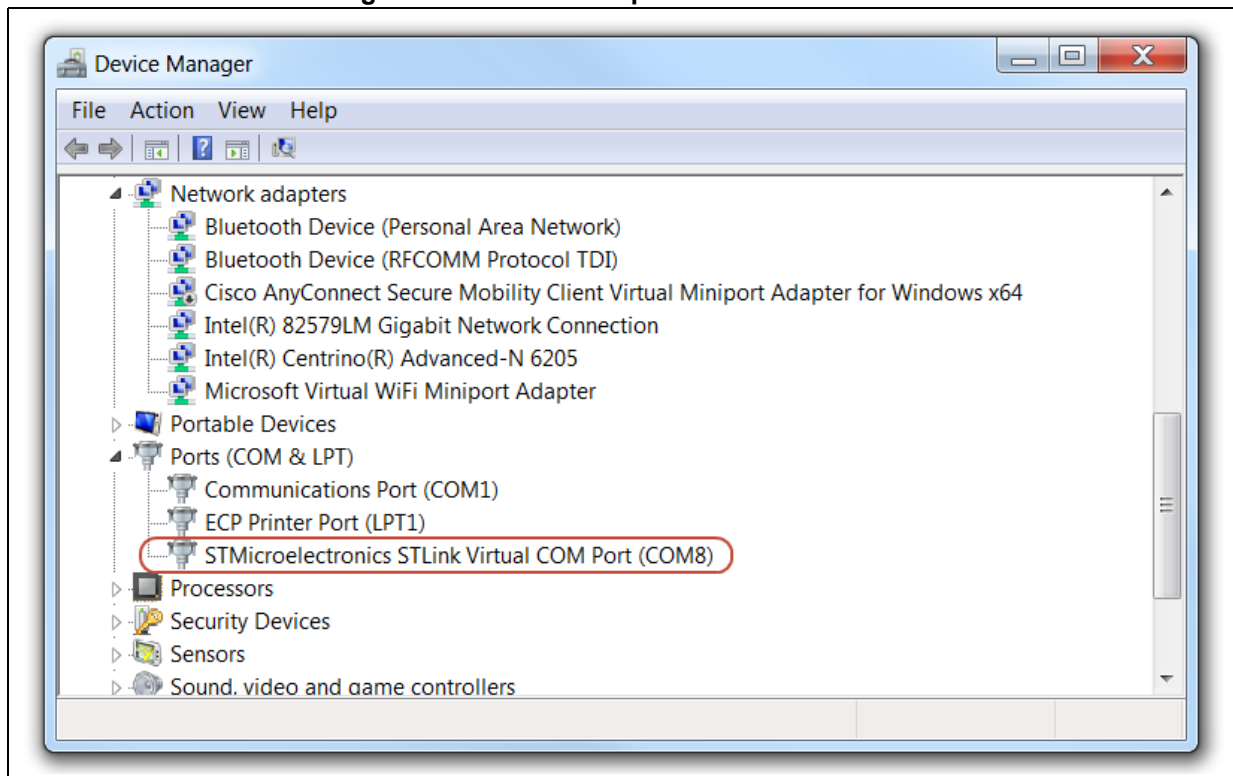 Device Manager
File Action View Help
Network adapters
Bluetooth Device (Personal Area Network)
Bluetooth Device (RFCOMM Protocol TDI)
Cisco AnyConnect Secure Mobility Client Virtual Miniport Adapter for Windows x64
Intel(R) 82579LM Gigabit Network Connection
Intel(R) Centrino(R) Advanced-N 6205
Microsoft Virtual WiFi Miniport Adapter
Portable Devices
Ports (COM & LPT)
Communications Port (COM1)
ECP Printer Port (LPT1)
STMicroelectronics STLink Virtual COM Port (COM8)
Processors
Security Devices
Sensors
Sound, video and game controllers